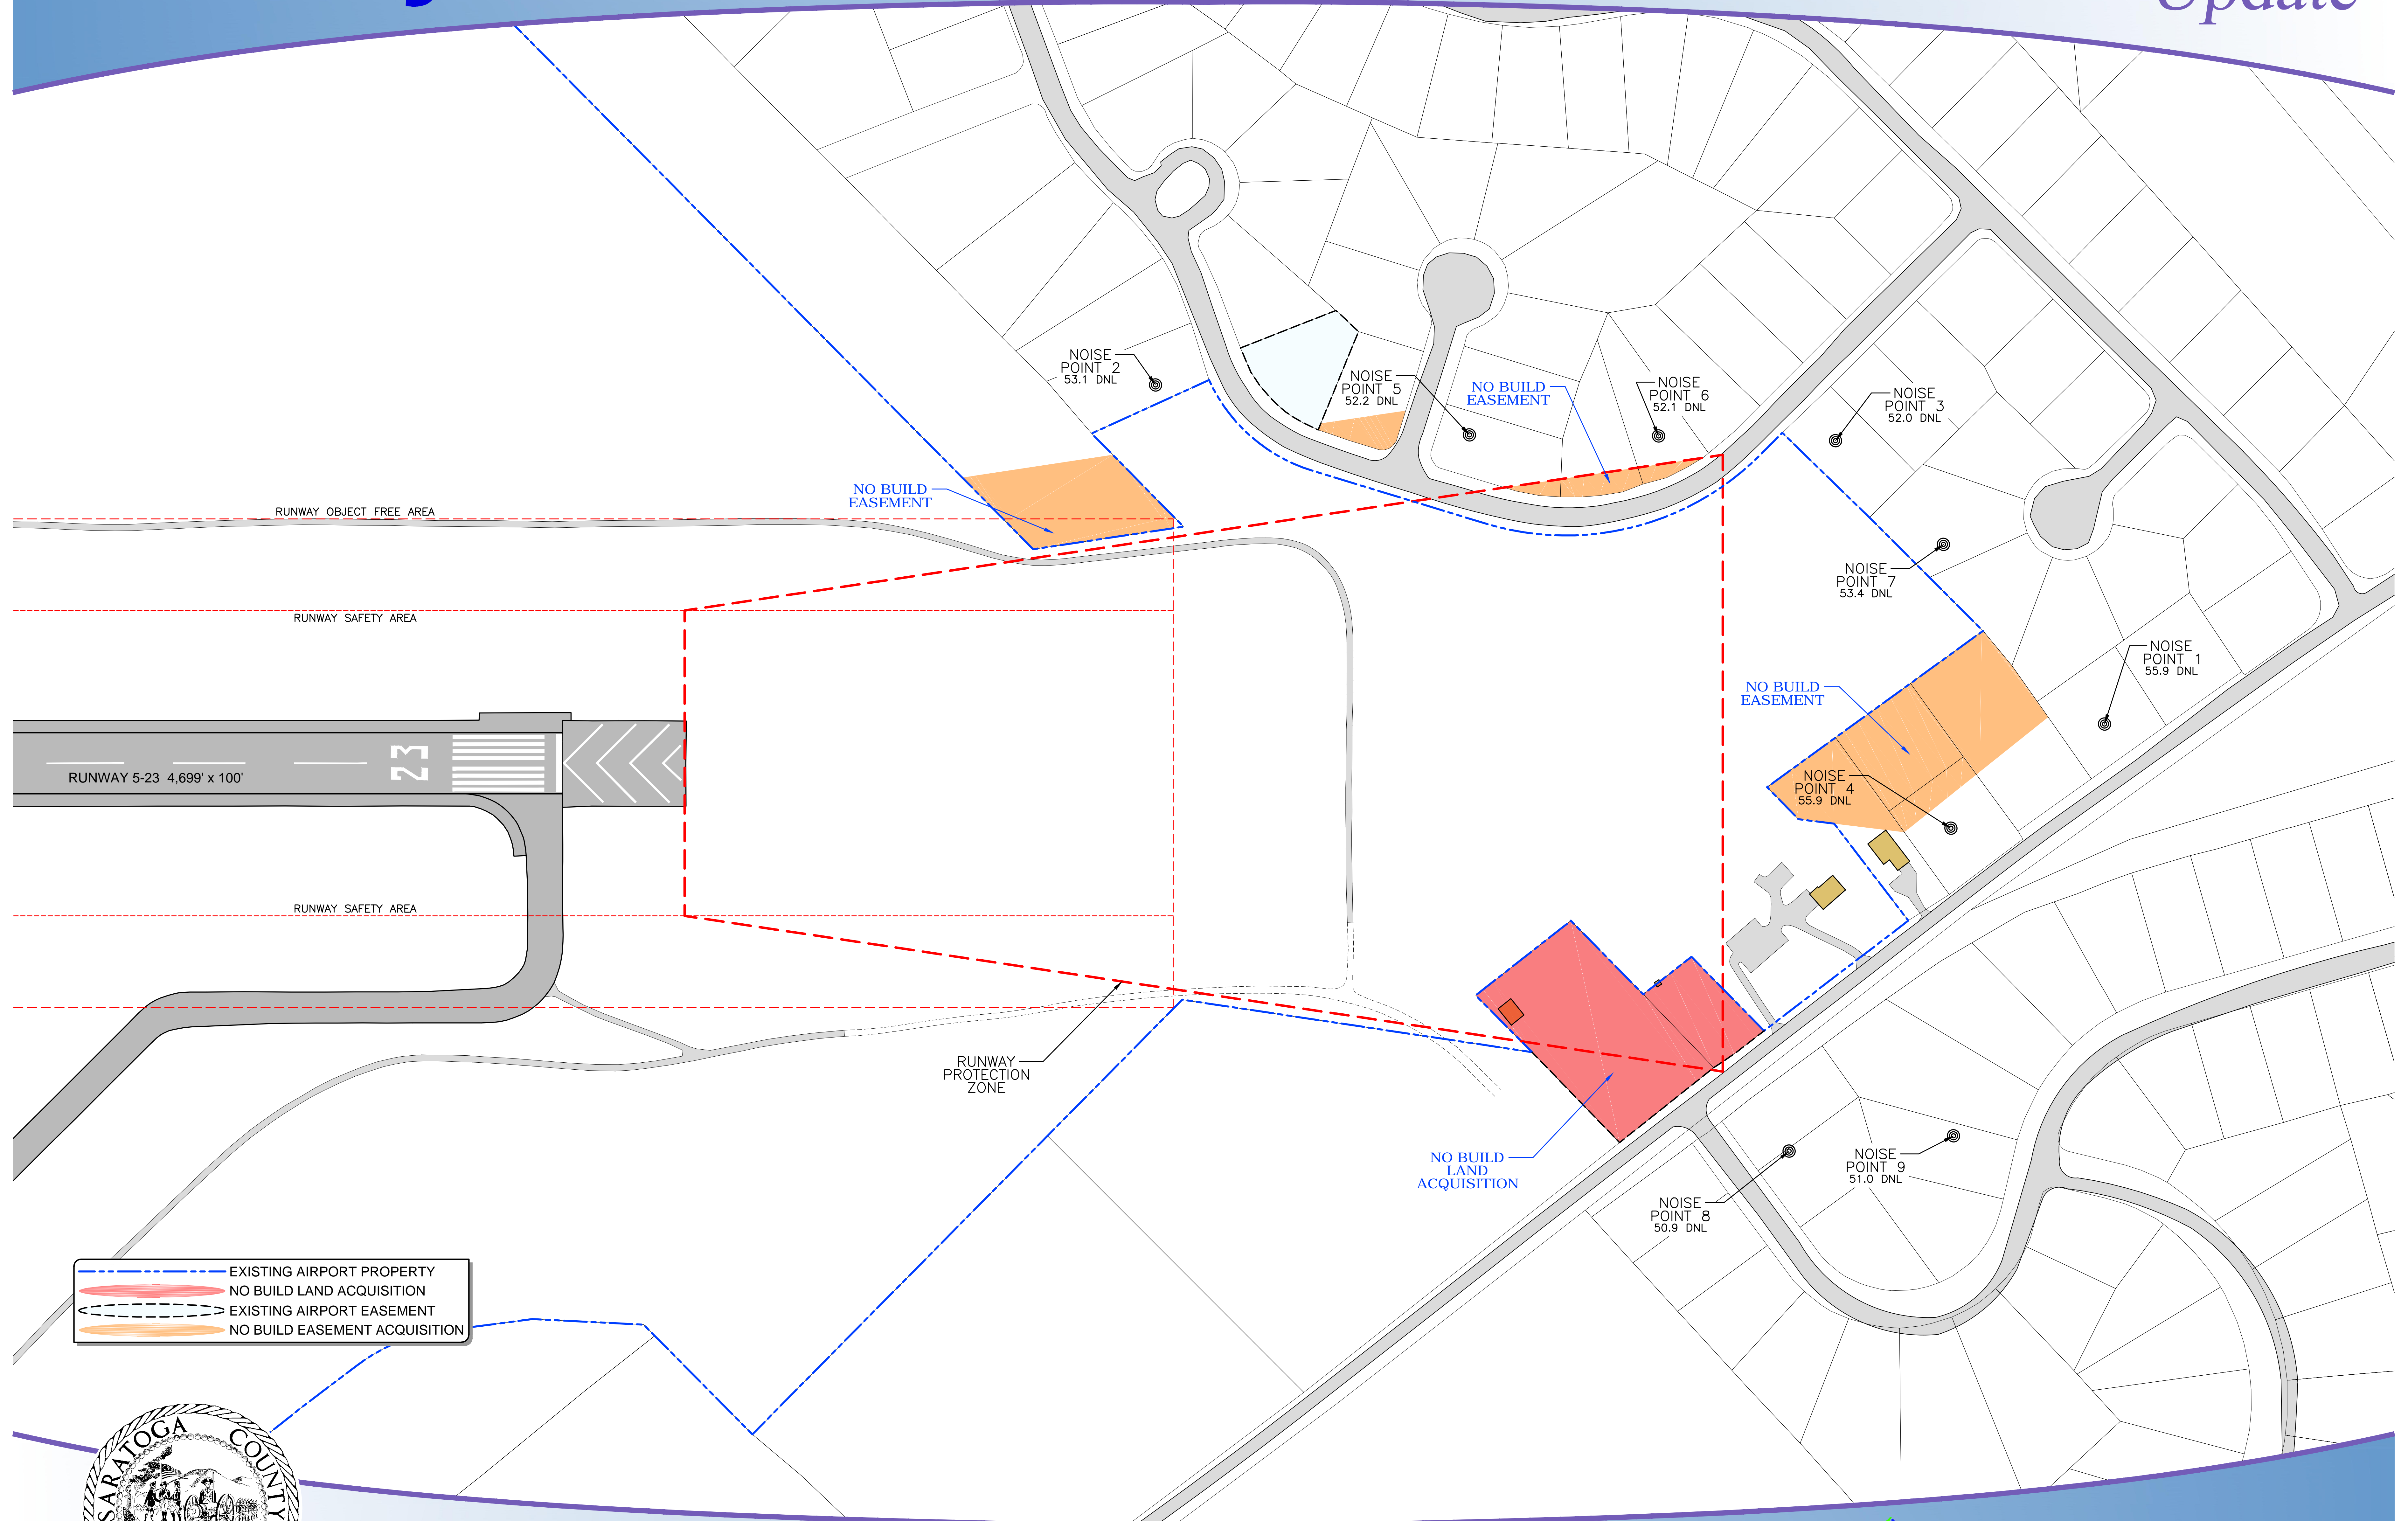 Update
NOISE
POINT 2
53.1 DNL
NOISE
POINT 5
52.2 DNL
NO BUILD
EASEMENT
NOISE
POINT 6
52.1 DNL
NOISE
POINT 3
52.0 DNL
NO BUILD
EASEMENT
RUNWAY OBJECT FREE AREA
NOISE
POINT 7
53.4 DNL
RUNWAY SAFETY AREA
NOISE
POINT 1
55.9 DNL
NO BUILD
EASEMENT
23
RUNWAY 5-23 4,699' x 100'
NOISE
POINT 4
55.9 DNL
RUNWAY SAFETY AREA
RUNWAY
PROTECTION
ZONE
NO BUILD
LAND
ACQUISITION
NOISE
POINT 9
51.0 DNL
NOISE
POINT 8
50.9 DNL
EXISTING AIRPORT PROPERTY
NO BUILD LAND ACQUISITION
EXISTING AIRPORT EASEMENT
NO BUILD EASEMENT ACQUISITION
SARATOGA COUNTY